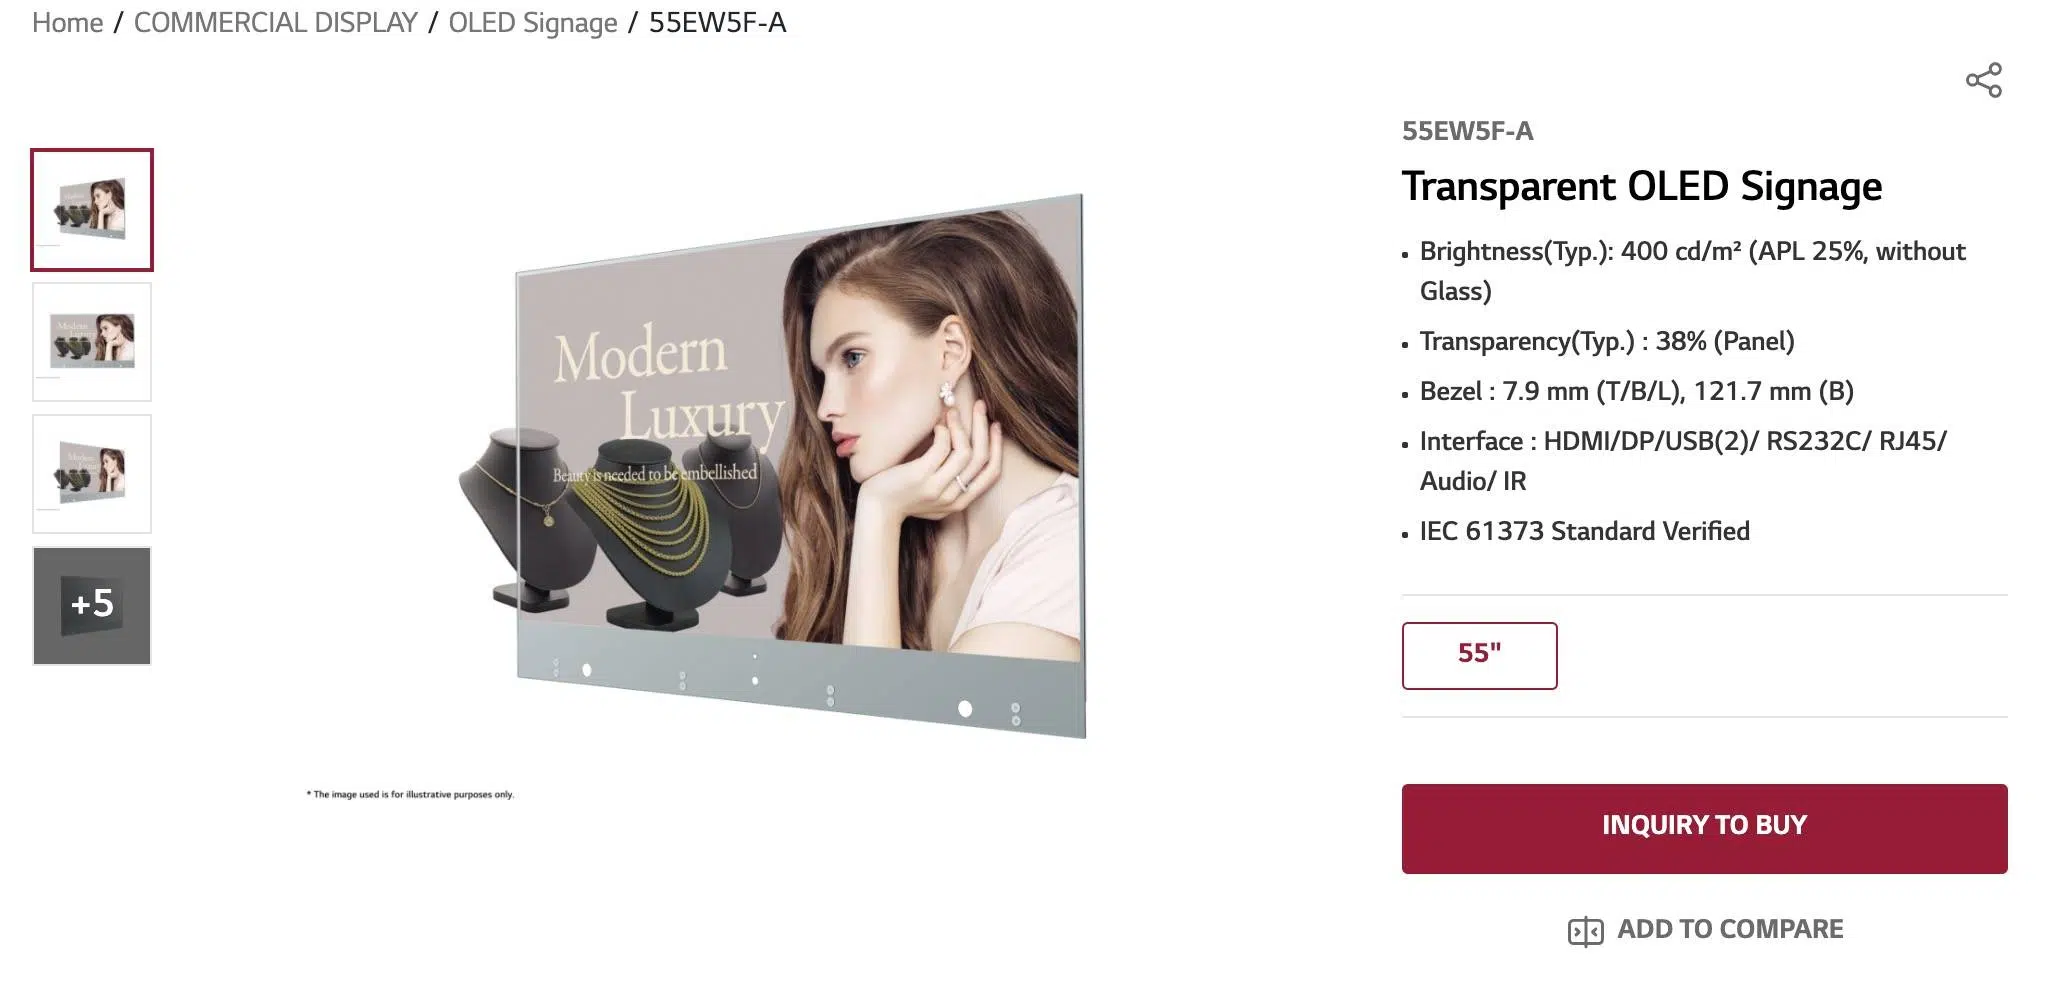 Home / COMMERCIAL DISPLAY / OLED Signage / 55EW5F-A
55EW5F-A
Transparent OLED Signage
Brightness(Typ.): 400 cd/m² (APL 25%, without
Glass)
Transparency(Typ.) : 38% (Panel)
Bezel : 7.9 mm (T/B/L), 121.7 mm (B)
Interface : HDMI/DP/USB(2)/ RS232C/ RJ45/
Audio/ IR
IEC 61373 Standard Verified
55"
INQUIRY TO BUY
ADD TO COMPARE
+5
Modern
Luxury
Beauty is needed to be embellished
* The image used is for illustrative purposes only.